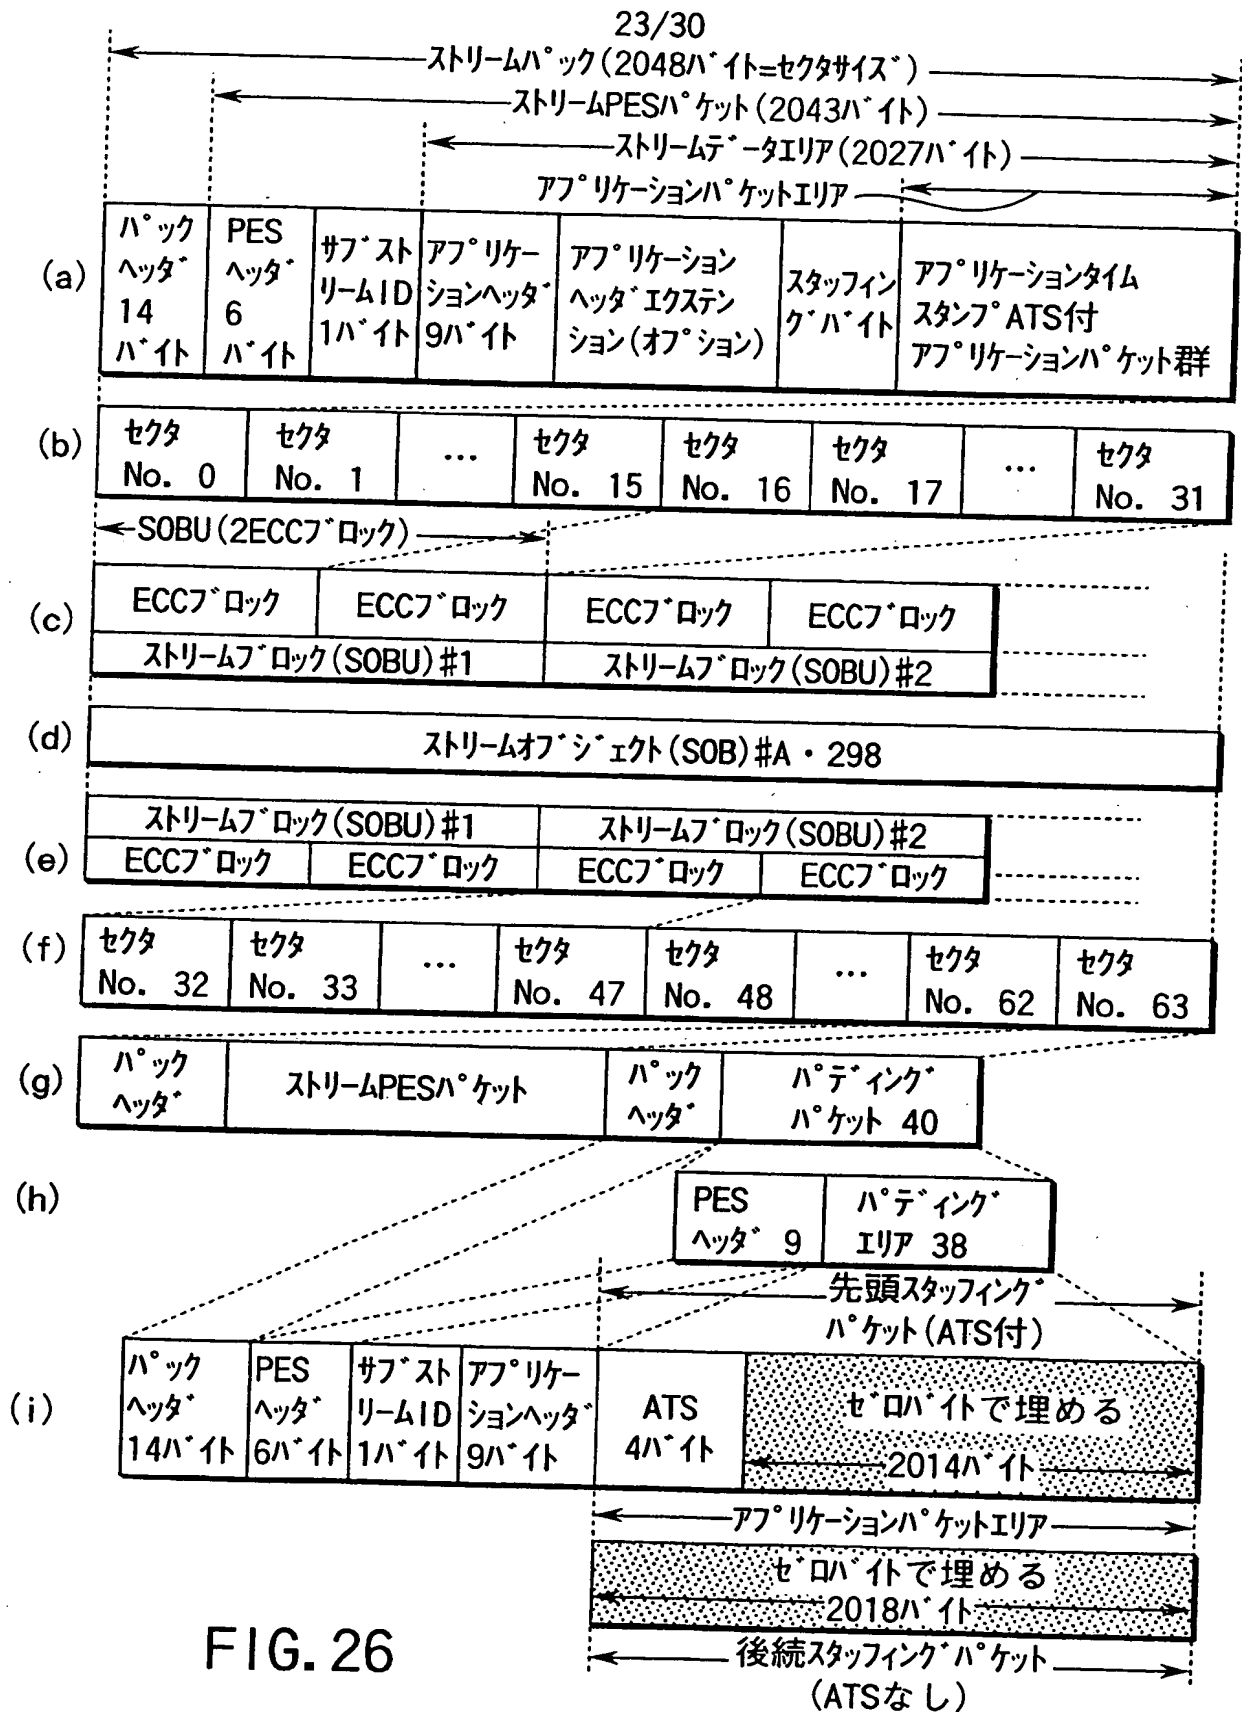 23/30
ストリームパック(2048バイト=セクタサイズ)
ストリームPESパケット(2043バイト)
ストリームデータエリア(2027バイト)
アプリケーションパケットエリア
(a)
パック
ヘッダ
14
バイト
PES
ヘッダ
6
バイト
サブスト
リームID
1バイト
アプリケー
ションヘッダ
9バイト
アプリケーション
ヘッダエクステン
ション(オプション)
スタッフィン
グバイト
アプリケーションタイム
スタンプATS付
アプリケーションパケット群
(b)
セクタ
No. 0
セクタ
No. 1
...
セクタ
No. 15
セクタ
No. 16
セクタ
No. 17
...
セクタ
No. 31
SOBU(2ECCブロック)
(c)
ECCブロック
ECCブロック
ECCブロック
ECCブロック
ストリームブロック(SOBU)#1
ストリームブロック(SOBU)#2
(d)
ストリームオブジェクト(SOB)#A・298
ストリームブロック(SOBU)#1
ストリームブロック(SOBU)#2
(e)
ECCブロック
ECCブロック
ECCブロック
ECCブロック
(f)
セクタ
No. 32
セクタ
No. 33
...
セクタ
No. 47
セクタ
No. 48
...
セクタ
No. 62
セクタ
No. 63
(g)
パック
ヘッダ
ストリームPESパケット
パック
ヘッダ
パディング
パケット 40
(h)
PES
ヘッダ 9
パディング
エリア 38
先頭スタッフィング
パケット(ATS付)
(i)
パック
ヘッダ
14バイト
PES
ヘッダ
6バイト
サブスト
リームID
1バイト
アプリケー
ションヘッダ
9バイト
ATS
4バイト
ゼロバイトで埋める
2014バイト
アプリケーションパケットエリア
ゼロバイトで埋める
2018バイト
後続スタッフィングパケット
(ATSなし)
FIG.26